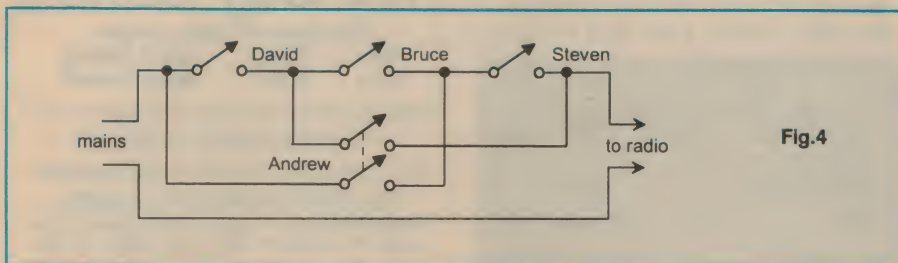 David
Bruce
Steven
mains
Andrew
to radio
Fig.4